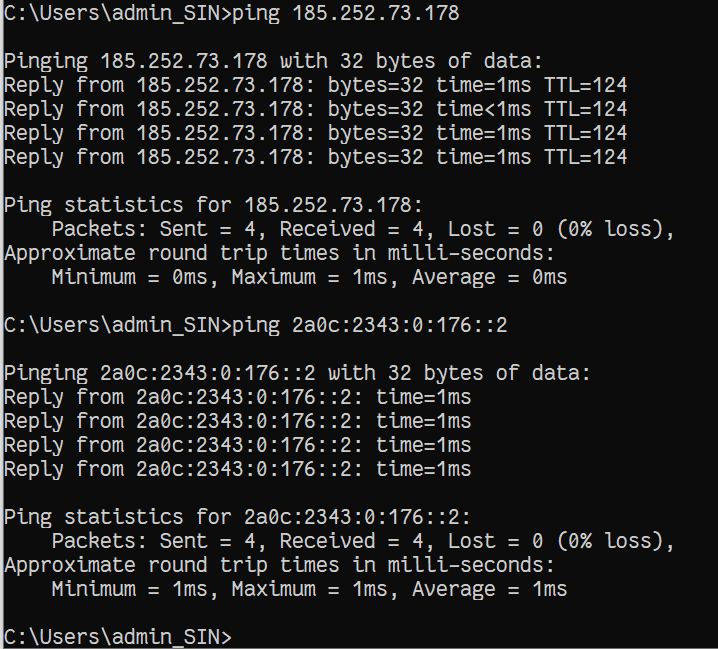 C:\Users\admin_SIN>ping 185.252.73.178
Pinging 185.252.73.178 with 32 bytes of data:
Reply from 185.252.73.178: bytes=32 time=1ms TTL=124
Reply from 185.252.73.178: bytes=32 time<1ms TTL=124
Reply from 185.252.73.178: bytes=32 time=1ms TTL=124
Reply from 185.252.73.178: bytes=32 time=1ms TTL=124
Ping statistics for 185.252.73.178:
    Packets: Sent = 4, Received = 4, Lost = 0 (0% loss),
Approximate round trip times in milli-seconds:
    Minimum = 0ms, Maximum = 1ms, Average = 0ms
C:\Users\admin_SIN>ping 2a0c:2343:0:176::2
Pinging 2a0c:2343:0:176::2 with 32 bytes of data:
Reply from 2a0c:2343:0:176::2: time=1ms
Reply from 2a0c:2343:0:176::2: time=1ms
Reply from 2a0c:2343:0:176::2: time=1ms
Reply from 2a0c:2343:0:176::2: time=1ms
Ping statistics for 2a0c:2343:0:176::2:
    Packets: Sent = 4, Received = 4, Lost = 0 (0% loss),
Approximate round trip times in milli-seconds:
    Minimum = 1ms, Maximum = 1ms, Average = 1ms
C:\Users\admin_SIN>